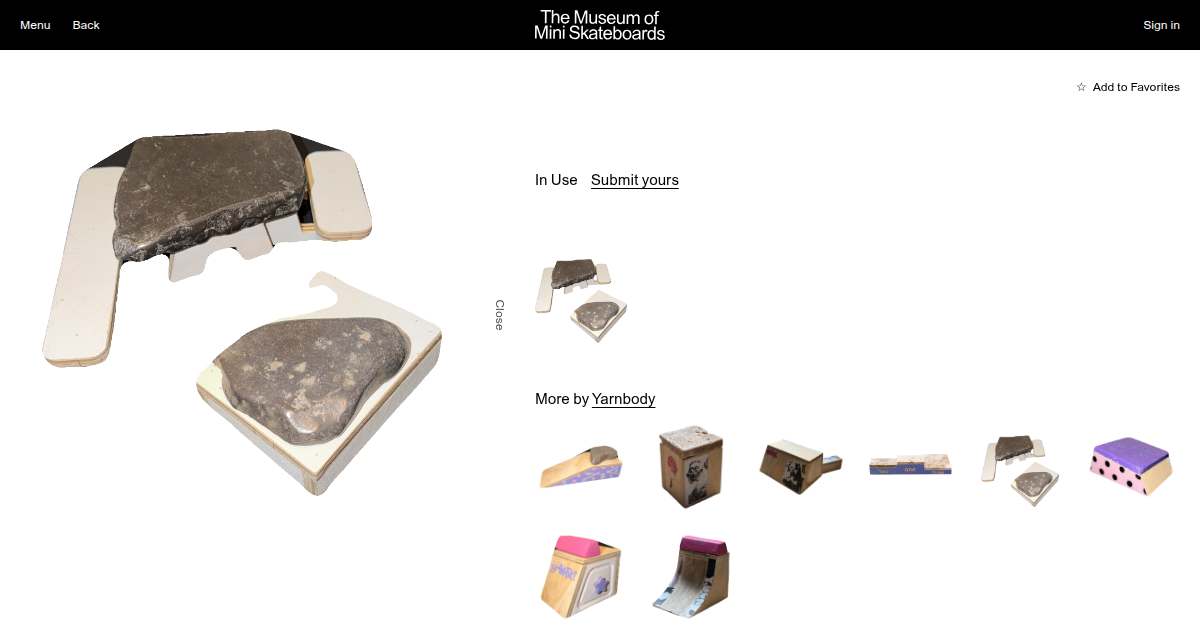 Menu
Back
The Museum of
Mini Skateboards
Sign in
☆ Add to Favorites
In Use
Submit yours
Close
More by Yarnbody